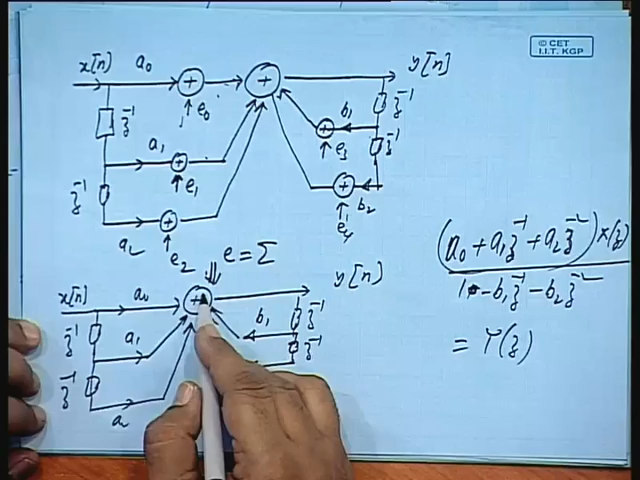 © CET
I.I.T. KGP
x[n] a₀ y[n]
e₀
z⁻¹ z⁻¹
b₁
a₁ z⁻¹
e₁ e₃
z⁻¹
b₂
a₂ e₂ e₄
e = Σ
(a₀ + a₁z⁻¹ + a₂z⁻²) X(z)
1 - b₁z⁻¹ - b₂z⁻²
= Y(z)
x[n] a₀ y[n]
z⁻¹ a₁ b₁ z⁻¹
z⁻¹ z⁻¹
a